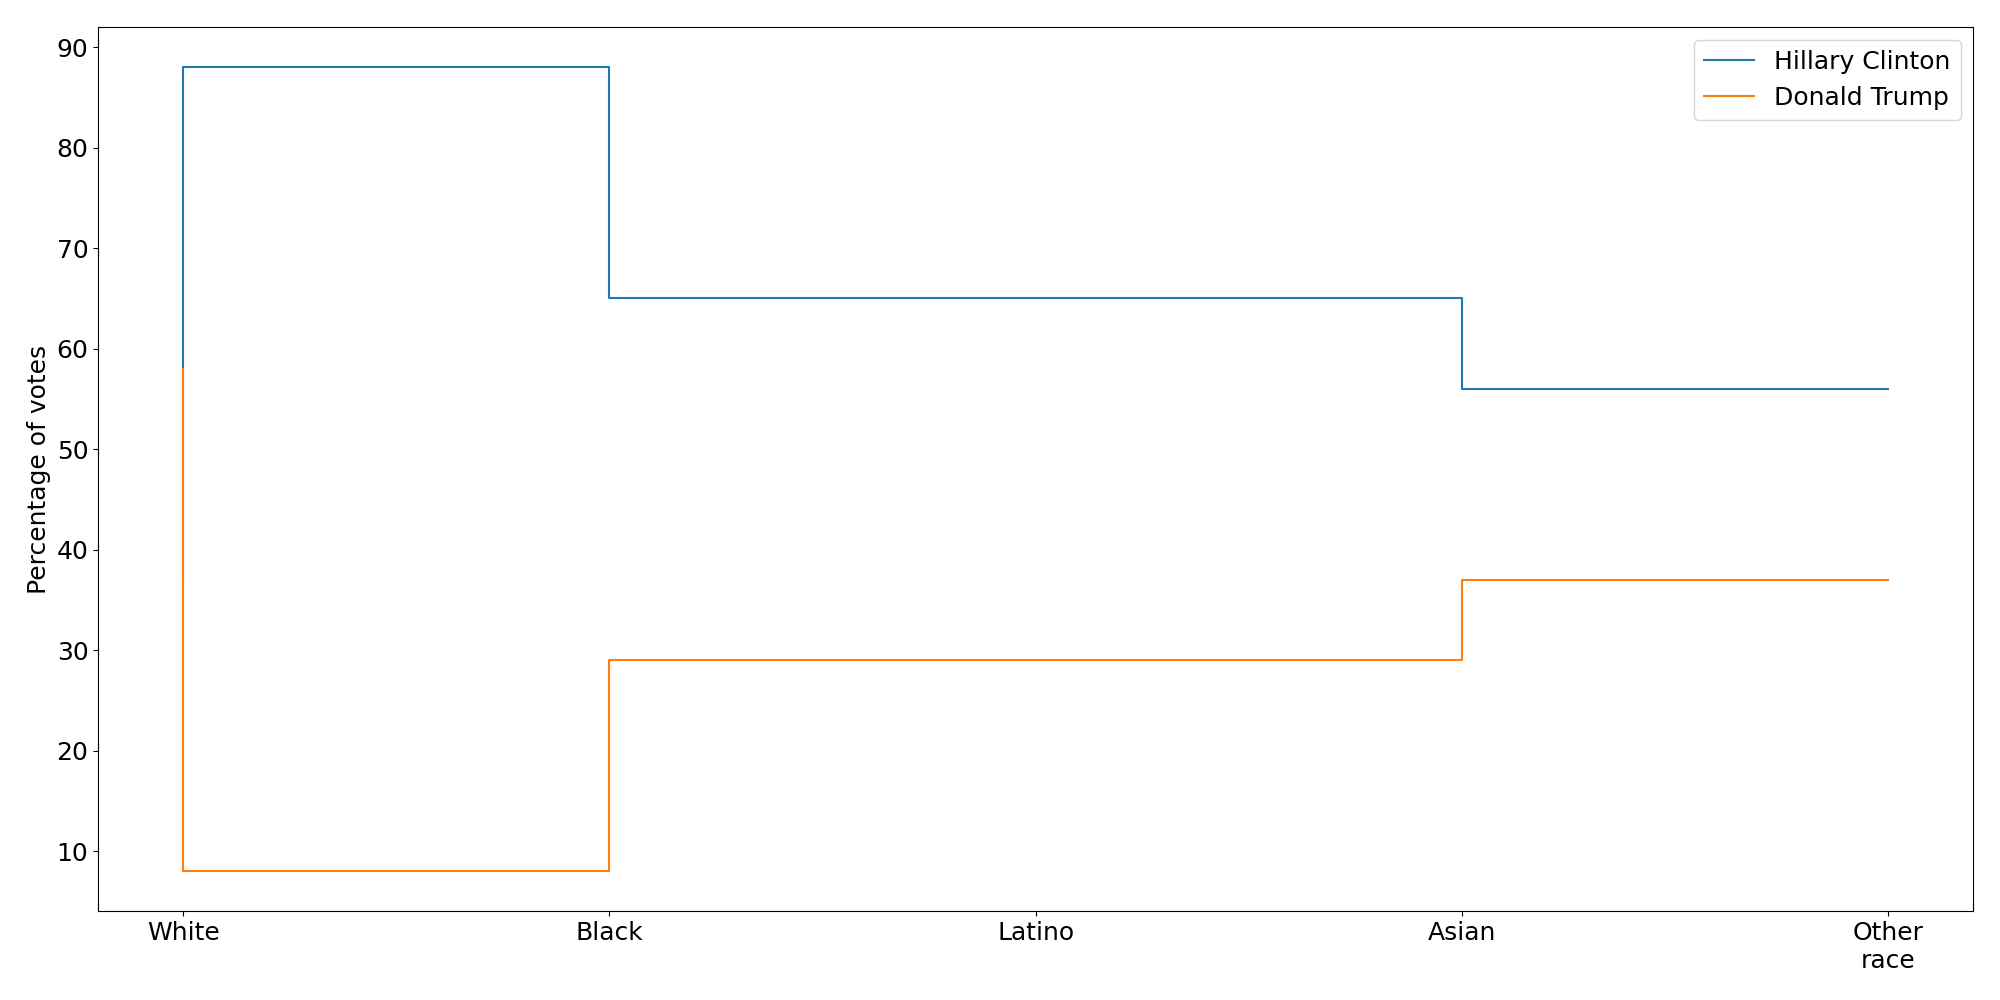 Hillary Clinton
Donald Trump
Percentage of votes
90
80
70
60
50
40
30
20
10
White
Black
Latino
Asian
Other
race